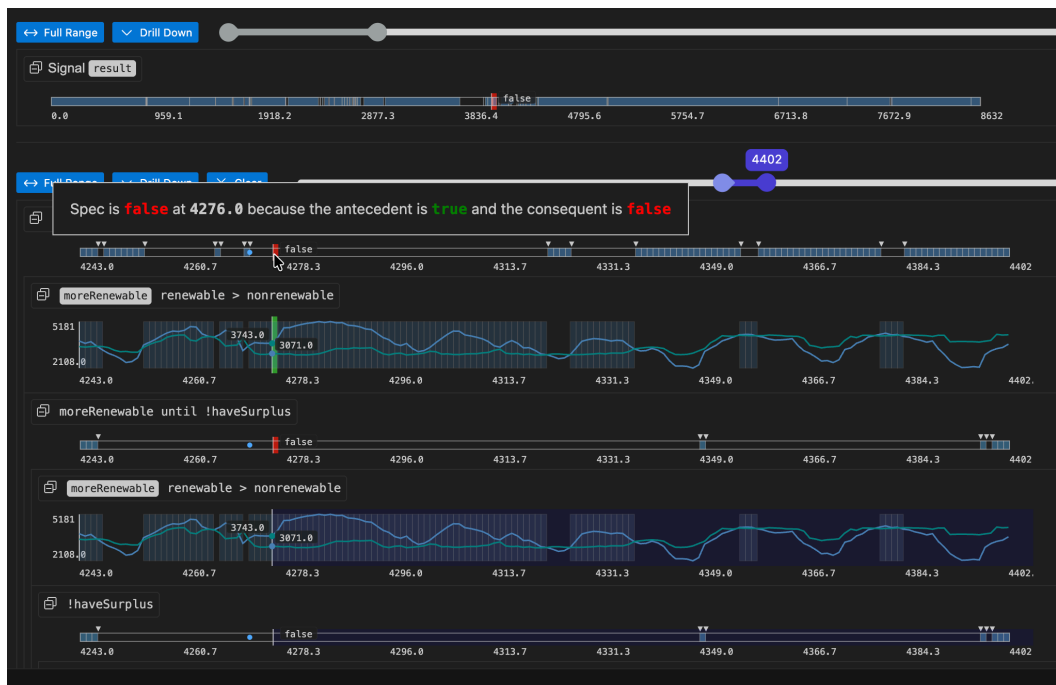 Full Range Drill Down
Signal result
false
0.0 959.1 1918.2 2877.3 3836.4 4795.6 5754.7 6713.8 7672.9 8632
4402
Spec is false at 4276.0 because the antecedent is true and the consequent is false
false
4243.0 4260.7 4278.3 4296.0 4313.7 4331.3 4349.0 4366.7 4384.3 4402
moreRenewable renewable > nonrenewable
5181
3743.0
3071.0
2108.0
4243.0 4260.7 4278.3 4296.0 4313.7 4331.3 4349.0 4366.7 4384.3 4402.
moreRenewable until !haveSurplus
false
4243.0 4260.7 4278.3 4296.0 4313.7 4331.3 4349.0 4366.7 4384.3 4402
moreRenewable renewable > nonrenewable
5181
3743.0
3071.0
2108.0
4243.0 4260.7 4278.3 4296.0 4313.7 4331.3 4349.0 4366.7 4384.3 4402.
!haveSurplus
false
4243.0 4260.7 4278.3 4296.0 4313.7 4331.3 4349.0 4366.7 4384.3 4402